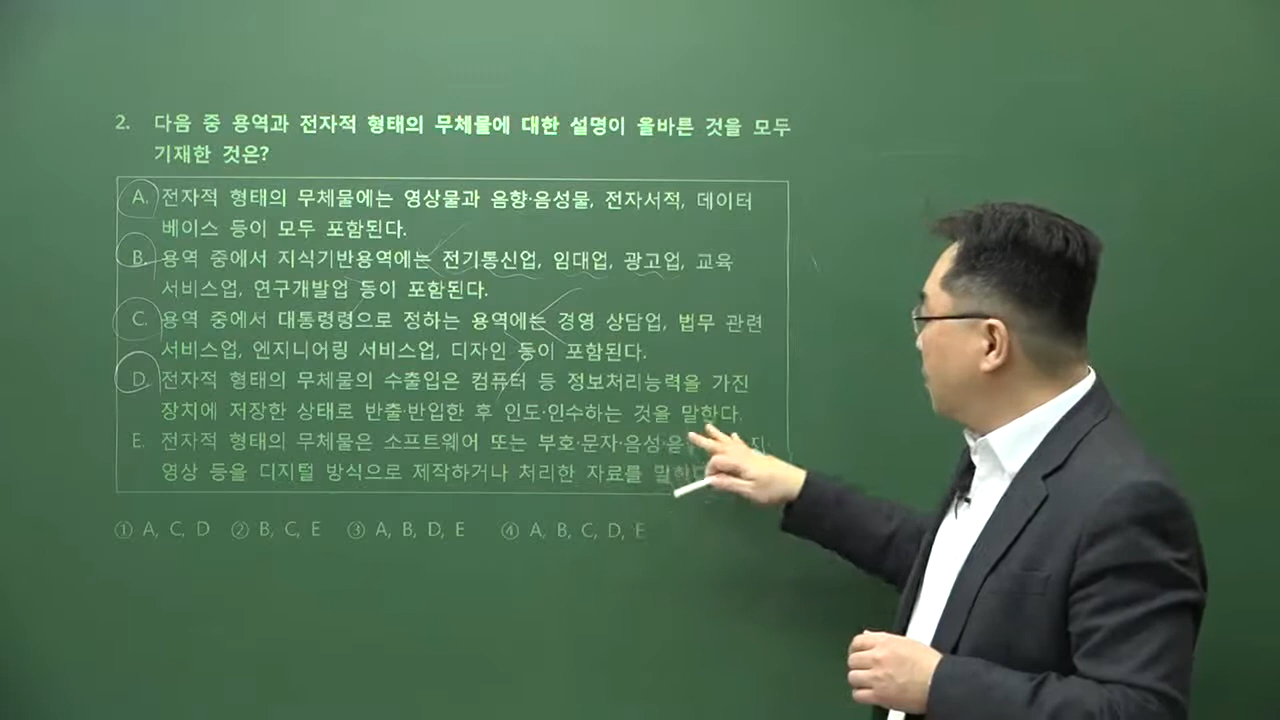 2. 다음 중 용역과 전자적 형태의 무체물에 대한 설명이 올바른 것을 모두
기재한 것은?
A. 전자적 형태의 무체물에는 영상물과 음향·음성물, 전자서적, 데이터
베이스 등이 모두 포함된다.
B. 용역 중에서 지식기반용역에는 전기통신업, 임대업, 광고업, 교육
서비스업, 연구개발업 등이 포함된다.
C. 용역 중에서 대통령령으로 정하는 용역에는 경영 상담업, 법무 관련
서비스업, 엔지니어링 서비스업, 디자인 등이 포함된다.
D. 전자적 형태의 무체물의 수출입은 컴퓨터 등 정보처리능력을 가진
장치에 저장한 상태로 반출·반입한 후 인도·인수하는 것을 말한다.
E. 전자적 형태의 무체물은 소프트웨어 또는 부호·문자·음성·
영상 등을 디지털 방식으로 제작하거나 처리한 자료를
① A, C, D ② B, C, E ③ A, B, D, E ④ A, B, C, D, E